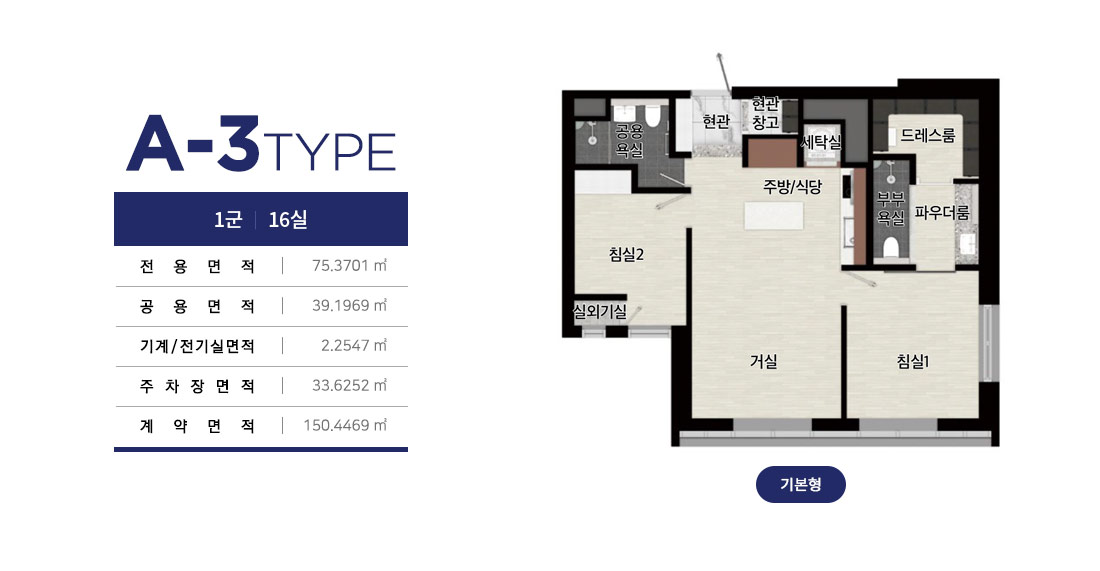 A-3 TYPE
1군 | 16실
전용면적 | 75.3701 ㎡
공용면적 | 39.1969 ㎡
기계/전기실면적 | 2.2547 ㎡
주차장면적 | 33.6252 ㎡
계약면적 | 150.4469 ㎡
공용
욕실
현관
현관
창고
세탁실
드레스룸
주방/식당
부부
욕실
파우더룸
침실2
실외기실
거실
침실1
기본형